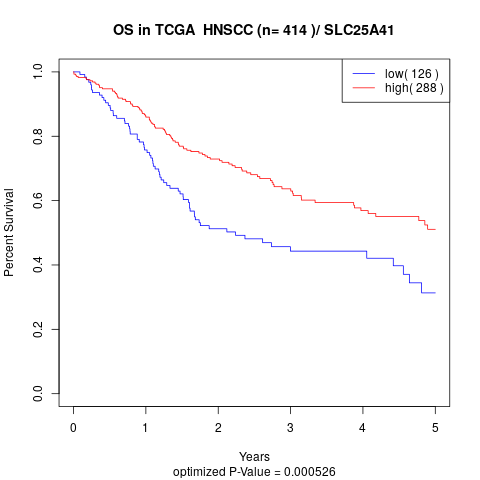 OS in TCGA  HNSCC (n= 414 )/ SLC25A41
low( 126 )
high( 288 )
Percent Survival
1.0
0.8
0.6
0.4
0.2
0.0
0 1 2 3 4 5
Years
optimized P-Value = 0.000526